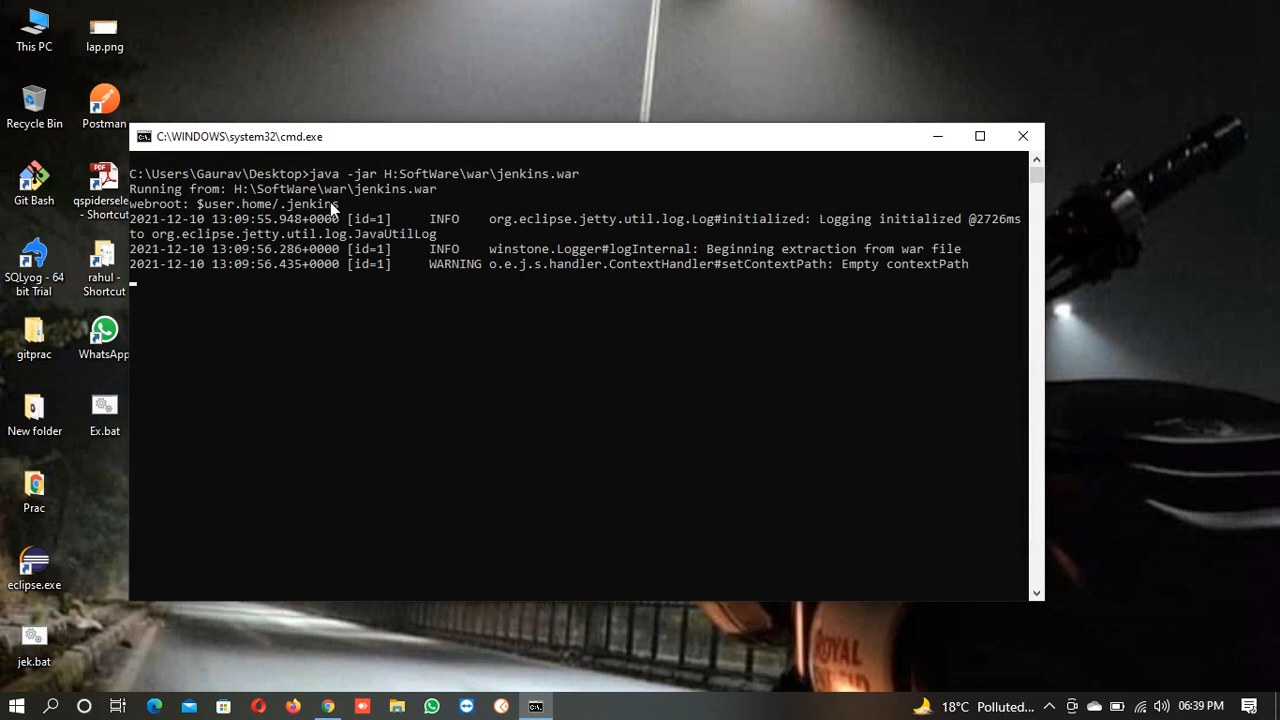 This PC
lap.png
Recycle Bin
Postman
Git Bash
qspidersele
- Shortcut
SQLyog - 64
bit Trial
rahul -
Shortcut
gitprac
WhatsApp
New folder
Ex.bat
Prac
eclipse.exe
jek.bat
C:\WINDOWS\system32\cmd.exe
C:\Users\Gaurav\Desktop>java -jar H:SoftWare\war\jenkins.war
Running from: H:\SoftWare\war\jenkins.war
webroot: $user.home/.jenkins
2021-12-10 13:09:55.948+0000 [id=1] INFO org.eclipse.jetty.util.log.Log#initialized: Logging initialized @2726ms
to org.eclipse.jetty.util.log.JavaUtilLog
2021-12-10 13:09:56.286+0000 [id=1] INFO winstone.Logger#logInternal: Beginning extraction from war file
2021-12-10 13:09:56.435+0000 [id=1] WARNING o.e.j.s.handler.ContextHandler#setContextPath: Empty contextPath
ROYAL
18°C Polluted...
06:39 PM